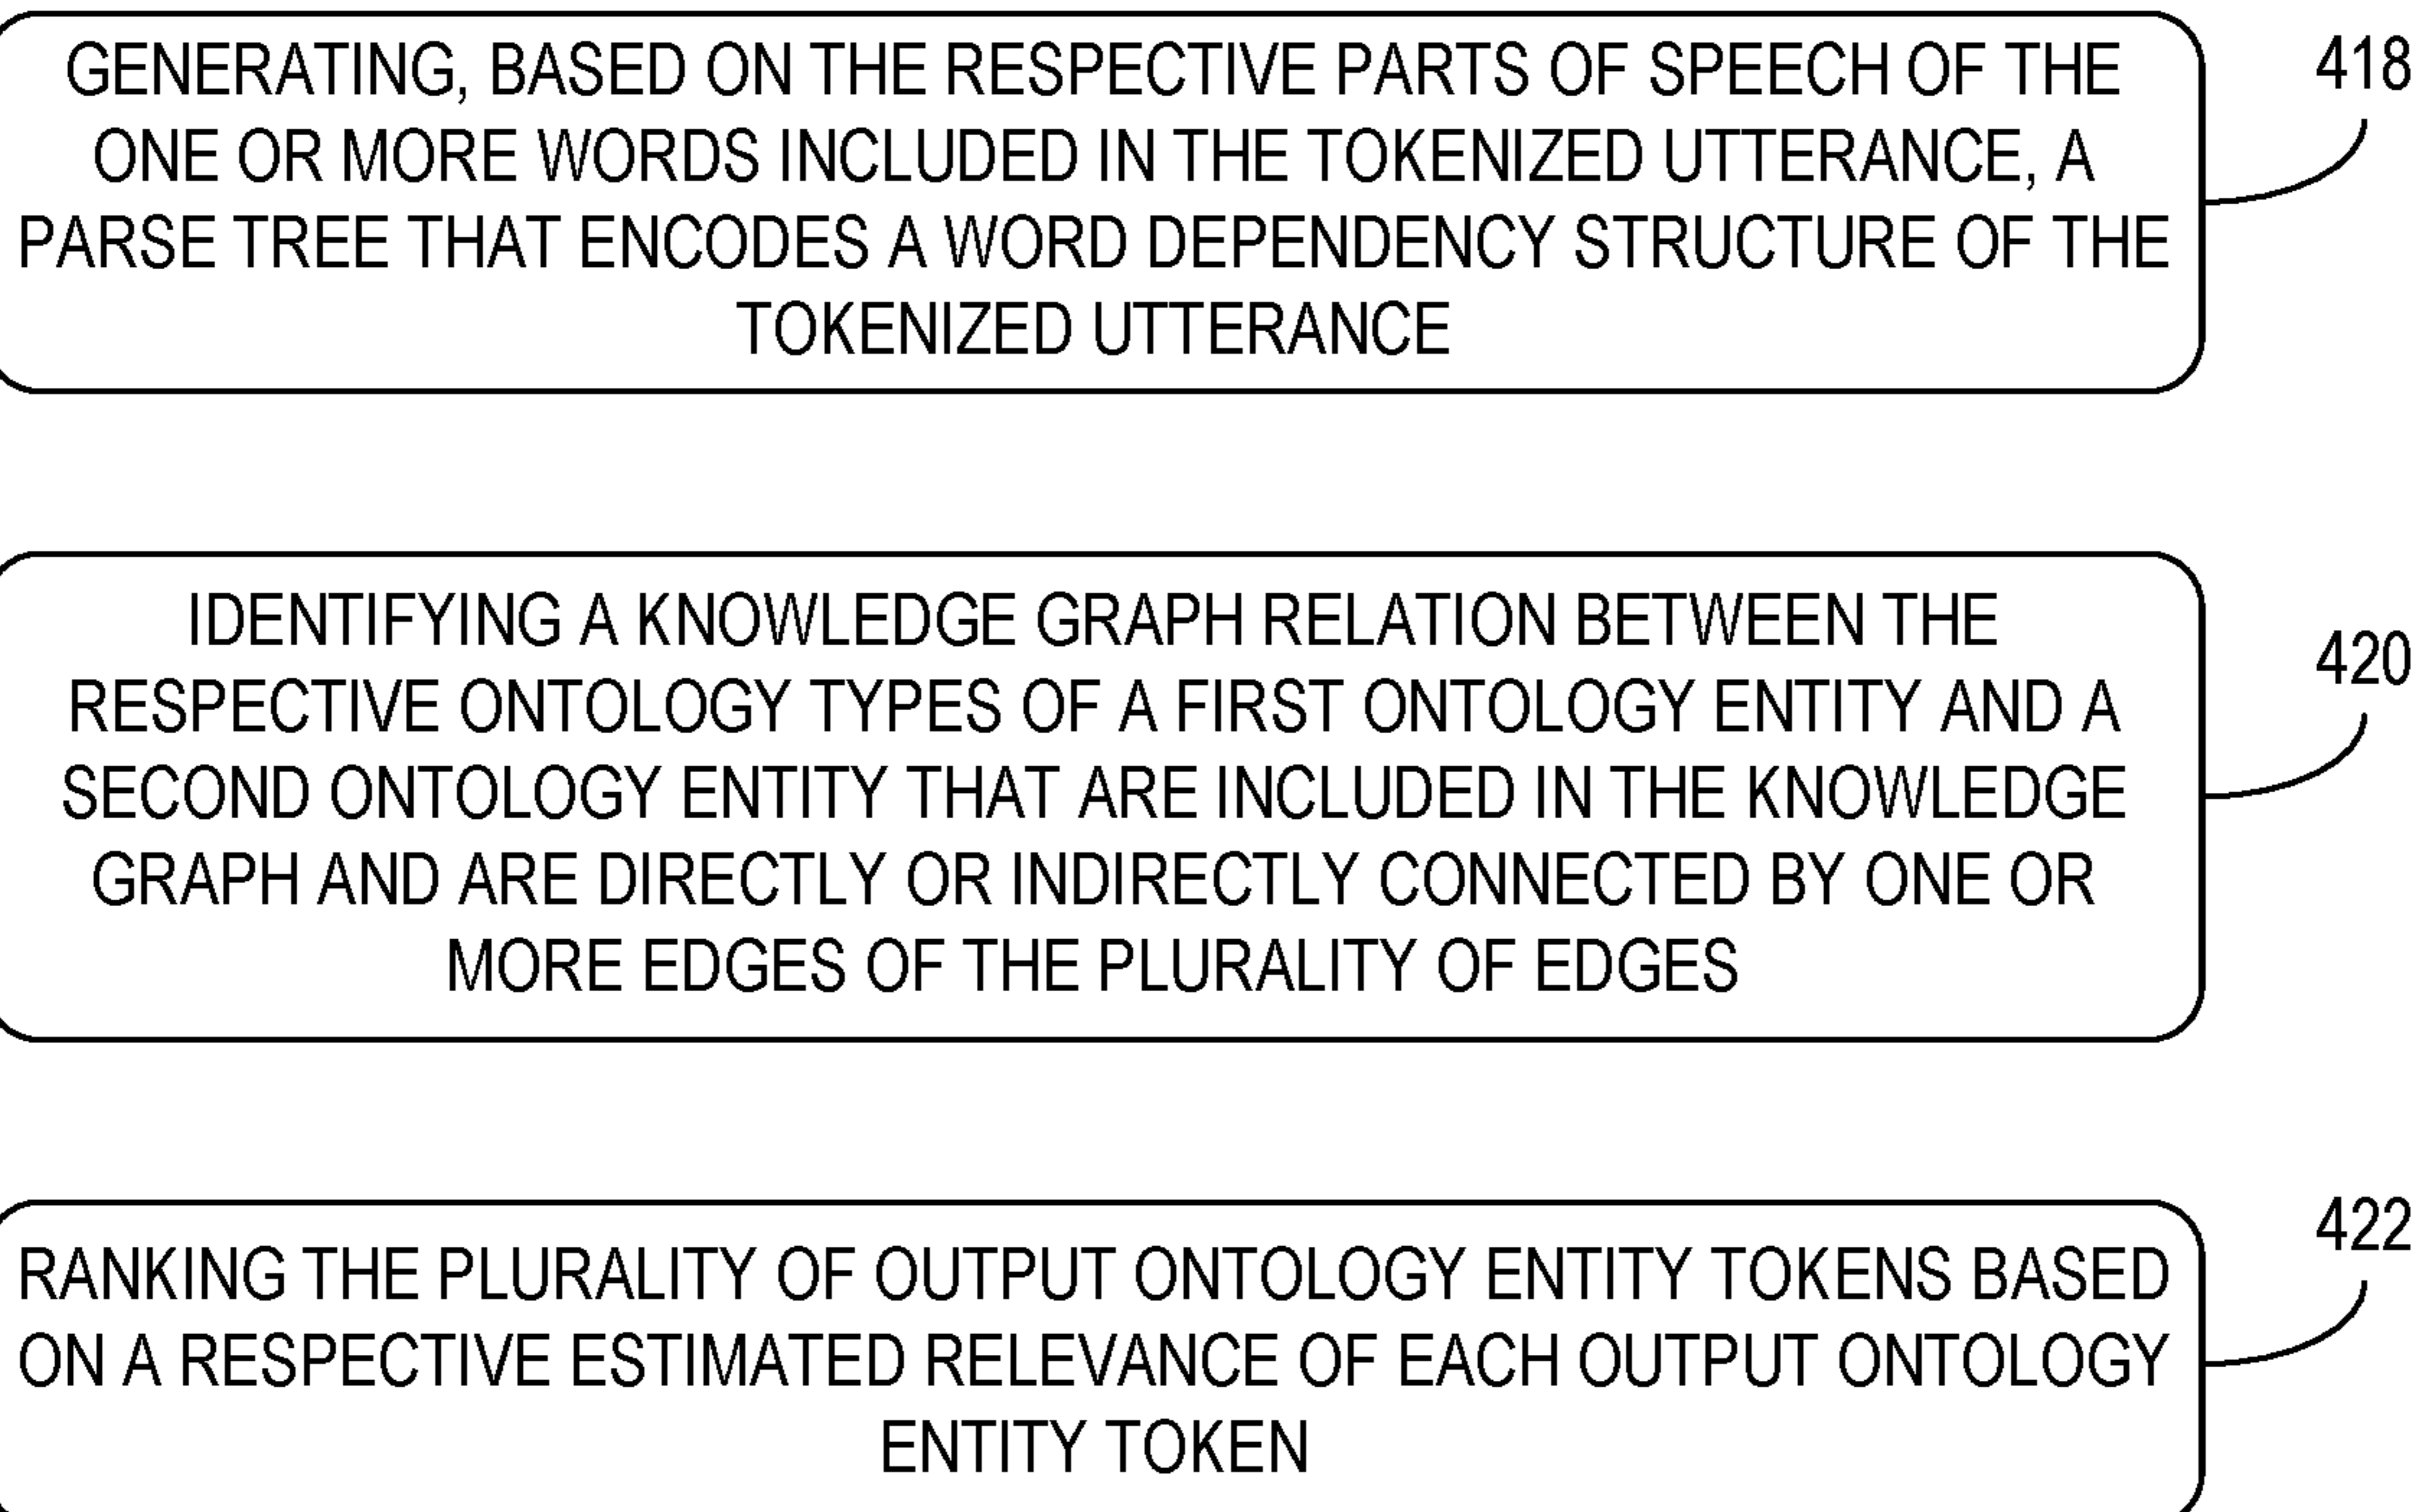 GENERATING, BASED ON THE RESPECTIVE PARTS OF SPEECH OF THE
ONE OR MORE WORDS INCLUDED IN THE TOKENIZED UTTERANCE, A
PARSE TREE THAT ENCODES A WORD DEPENDENCY STRUCTURE OF THE
TOKENIZED UTTERANCE
418
IDENTIFYING A KNOWLEDGE GRAPH RELATION BETWEEN THE
RESPECTIVE ONTOLOGY TYPES OF A FIRST ONTOLOGY ENTITY AND A
SECOND ONTOLOGY ENTITY THAT ARE INCLUDED IN THE KNOWLEDGE
GRAPH AND ARE DIRECTLY OR INDIRECTLY CONNECTED BY ONE OR
MORE EDGES OF THE PLURALITY OF EDGES
420
RANKING THE PLURALITY OF OUTPUT ONTOLOGY ENTITY TOKENS BASED
ON A RESPECTIVE ESTIMATED RELEVANCE OF EACH OUTPUT ONTOLOGY
ENTITY TOKEN
422